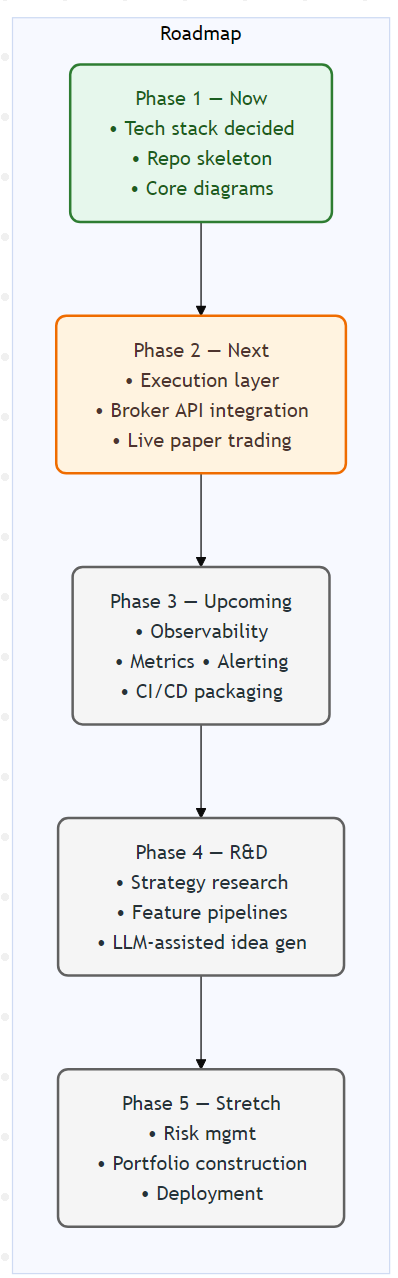 Roadmap
Phase 1 — Now
• Tech stack decided
• Repo skeleton
• Core diagrams
Phase 2 — Next
• Execution layer
• Broker API integration
• Live paper trading
Phase 3 — Upcoming
• Observability
• Metrics • Alerting
• CI/CD packaging
Phase 4 — R&D
• Strategy research
• Feature pipelines
• LLM-assisted idea gen
Phase 5 — Stretch
• Risk mgmt
• Portfolio construction
• Deployment